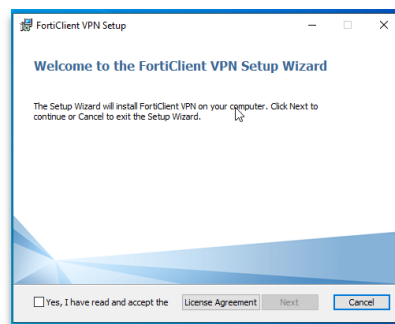 FortiClient VPN Setup
Welcome to the FortiClient VPN Setup Wizard
The Setup Wizard will install FortiClient VPN on your computer. Click Next to
continue or Cancel to exit the Setup Wizard.
Yes, I have read and accept the License Agreement Next Cancel